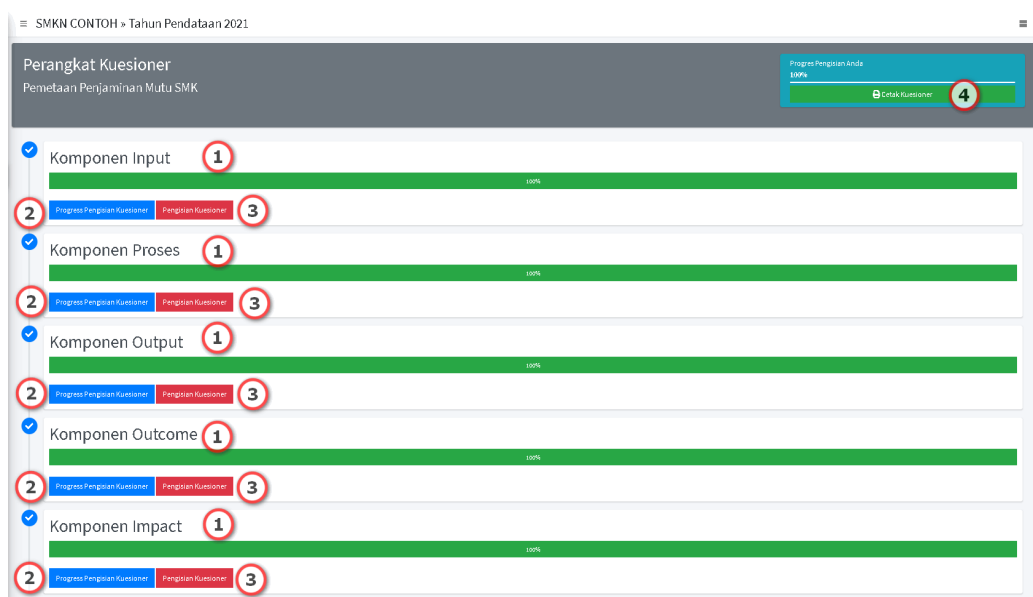 SMKN CONTOH » Tahun Pendataan 2021
Perangkat Kuesioner
Pemetaan Penjaminan Mutu SMK
Progres Pengisian Anda
100%
Cetak Kuesioner 4
Komponen Input 1
100%
2 Progress Pengisian Kuesioner Pengisian Kuesioner 3
Komponen Proses 1
100%
2 Progress Pengisian Kuesioner Pengisian Kuesioner 3
Komponen Output 1
100%
2 Progress Pengisian Kuesioner Pengisian Kuesioner 3
Komponen Outcome 1
100%
2 Progress Pengisian Kuesioner Pengisian Kuesioner 3
Komponen Impact 1
100%
2 Progress Pengisian Kuesioner Pengisian Kuesioner 3